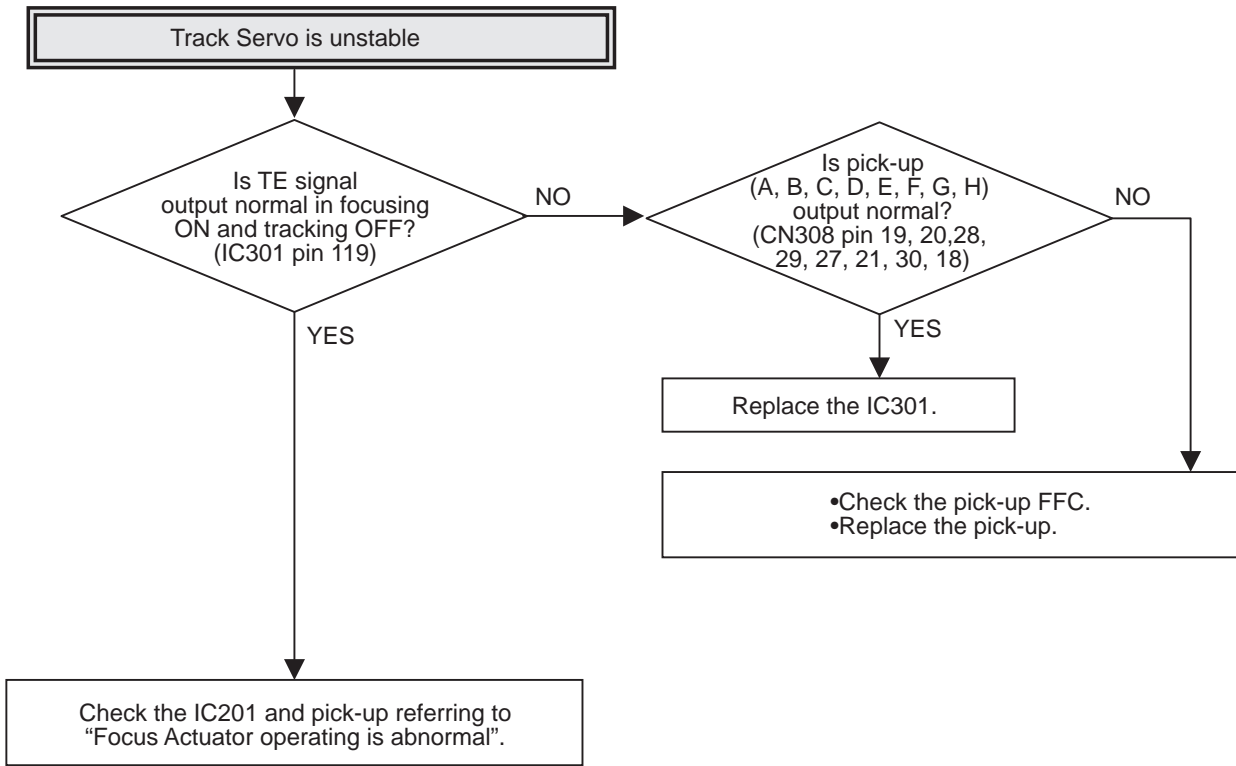 Track Servo is unstable
Is TE signal
output normal in focusing
ON and tracking OFF?
(IC301 pin 119)
NO
YES
Is pick-up
(A, B, C, D, E, F, G, H)
output normal?
(CN308 pin 19, 20,28,
29, 27, 21, 30, 18)
NO
YES
Replace the IC301.
•Check the pick-up FFC.
•Replace the pick-up.
Check the IC201 and pick-up referring to
“Focus Actuator operating is abnormal”.